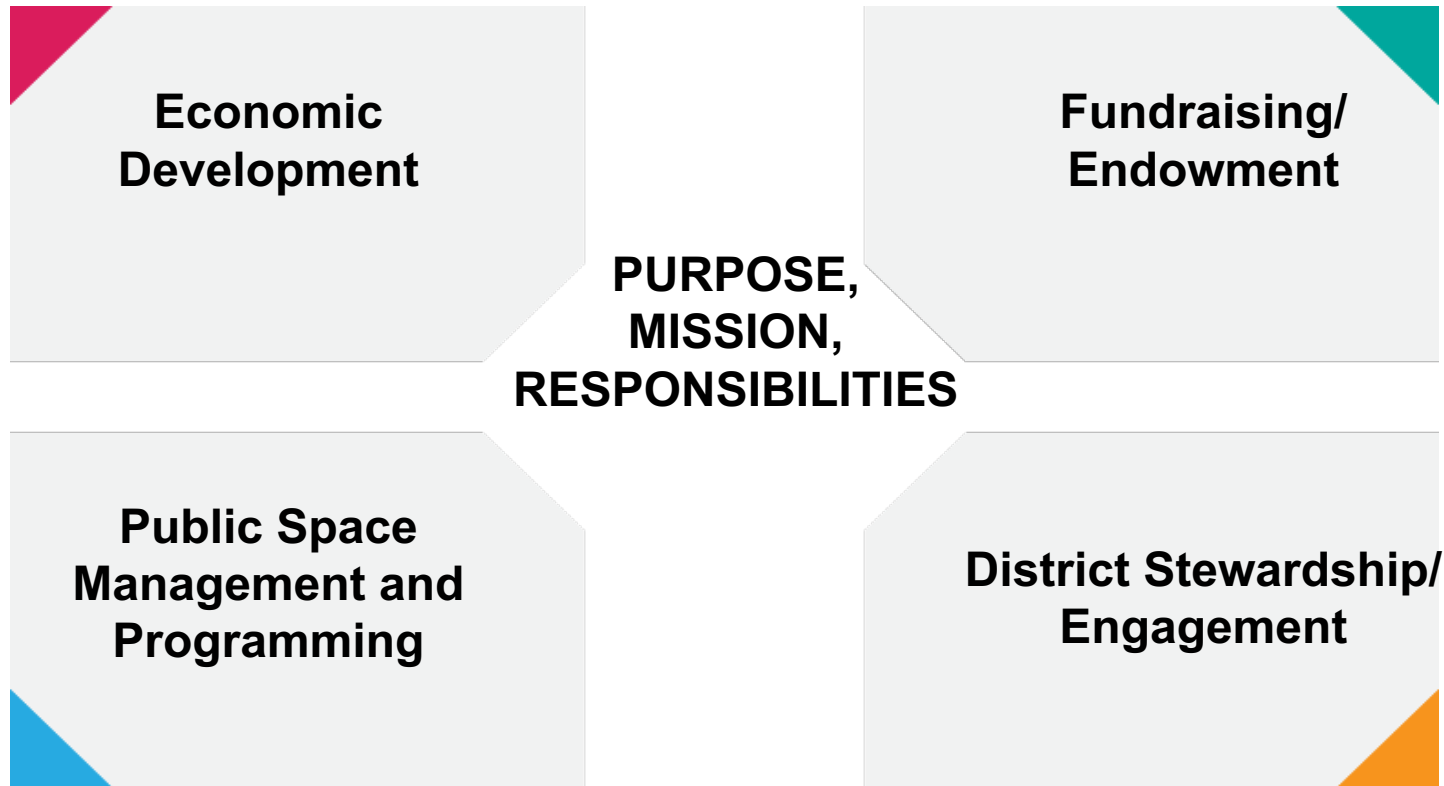 Economic
Development
Fundraising/
Endowment
PURPOSE,
MISSION,
RESPONSIBILITIES
Public Space
Management and
Programming
District Stewardship/
Engagement